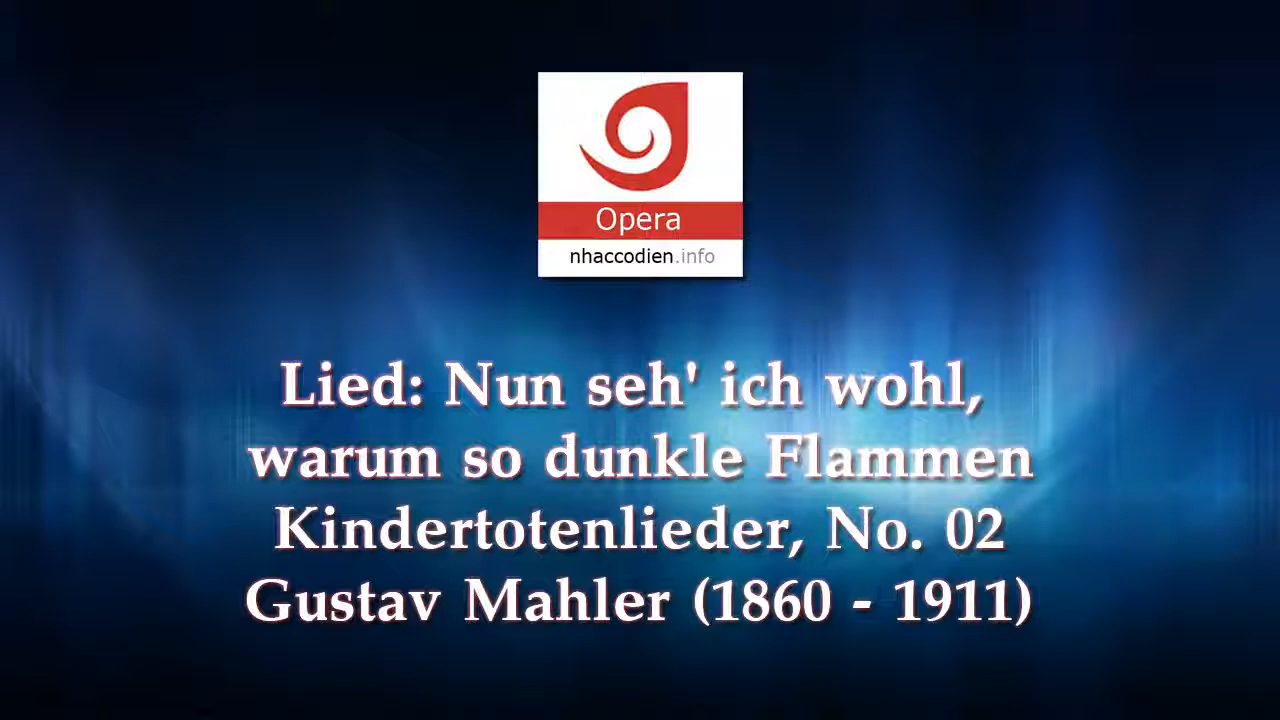 Opera
nhaccodien.info
Lied: Nun seh' ich wohl,
warum so dunkle Flammen
Kindertotenlieder, No. 02
Gustav Mahler (1860 - 1911)